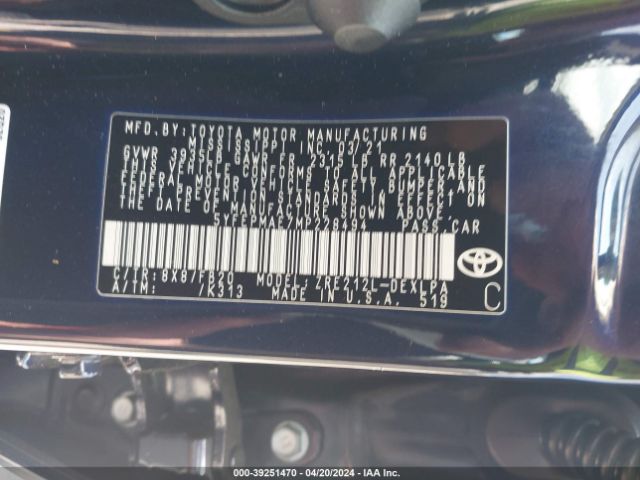 MFD.BY:TOYOTA MOTOR MANUFACTURING
MISSISSIPPI, INC. 03/21
GVWR 3815LB GAWR FR 2315LB RR 2140LB
THIS VEHICLE CONFORMS TO ALL APPLICABLE
FEDERAL MOTOR VEHICLE SAFETY, BUMPER, AND
THEFT PREVENTION STANDARDS IN EFFECT ON
THE DATE OF MANUFACTURE SHOWN ABOVE.
PASS.CAR
C/TR:8X8/FB20 MODEL:ZRE212L-DEXLPA
A/TM: /K313 MADE IN U.S.A. 519
C
000-39251470 - 04/20/2024 - IAA Inc.